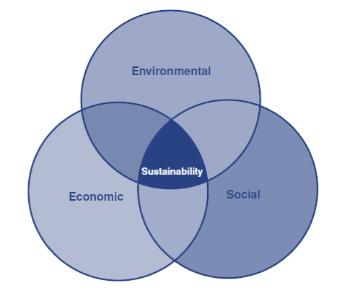 Environmental
Sustainability
Economic
Social